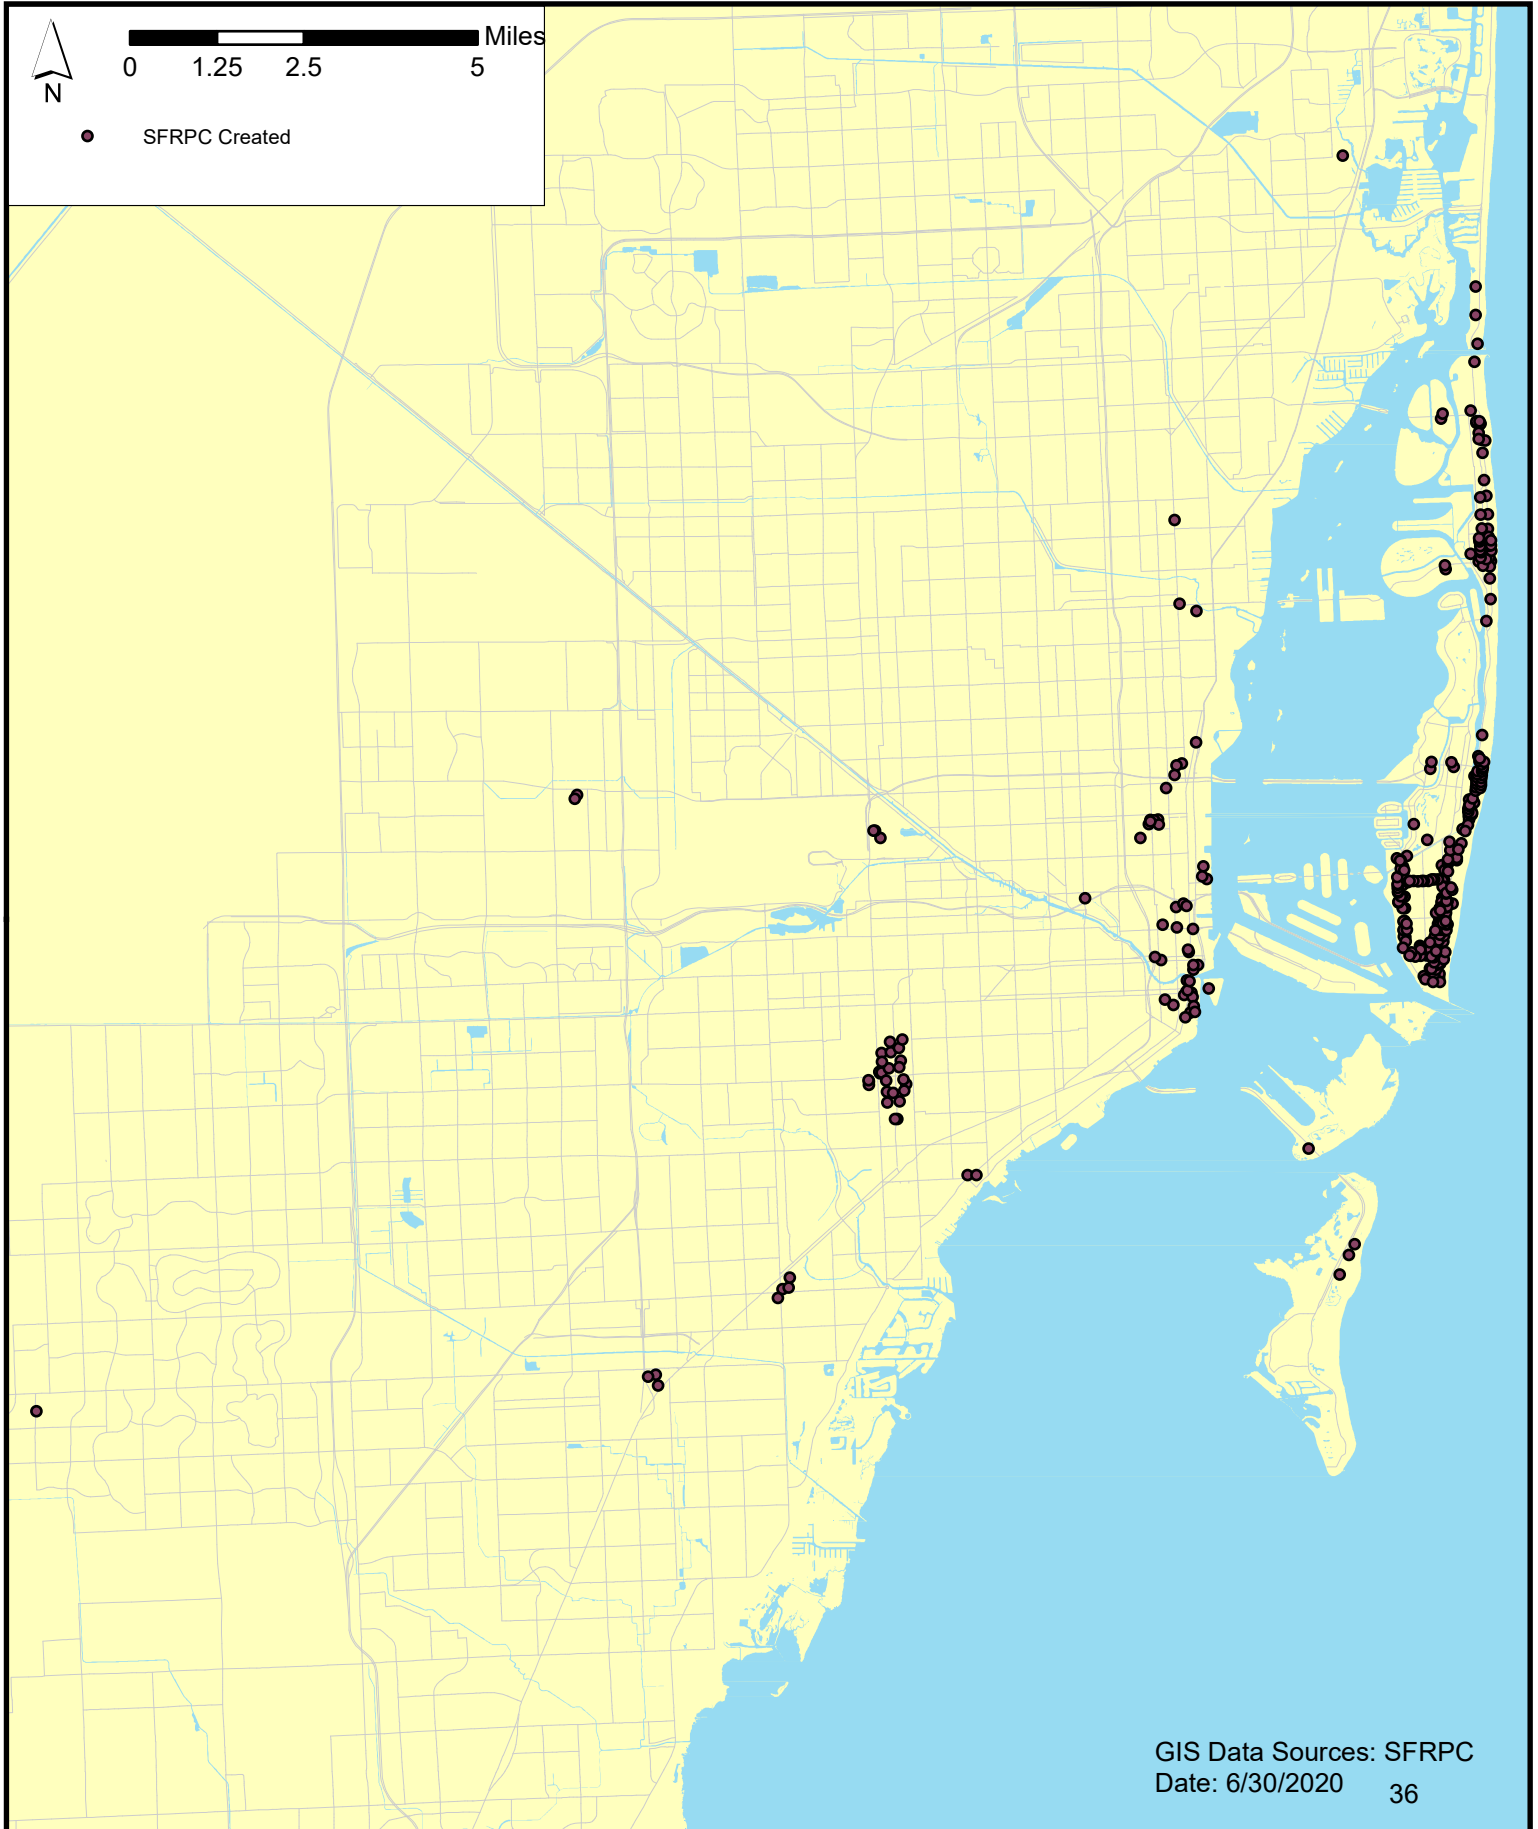 Miles
0 1.25 2.5 5
N
SFRPC Created
GIS Data Sources: SFRPC
Date: 6/30/2020
36